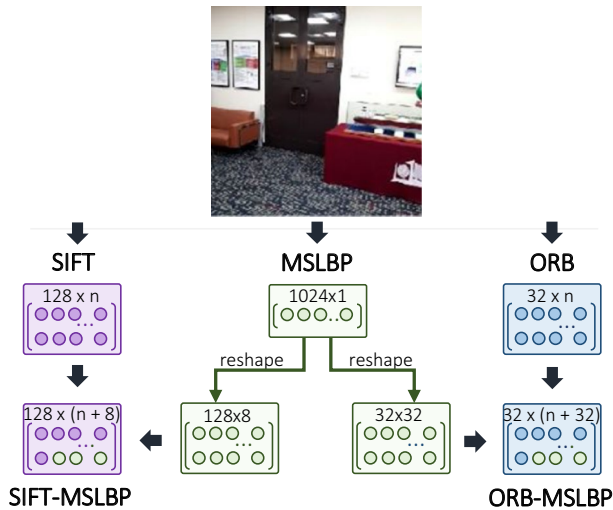 SIFT
MSLBP
ORB
128 x n
1024x1
32 x n
...
..
...
reshape
reshape
128 x (n + 8)
128x8
32x32
32 x (n + 32)
...
...
...
...
SIFT-MSLBP
ORB-MSLBP